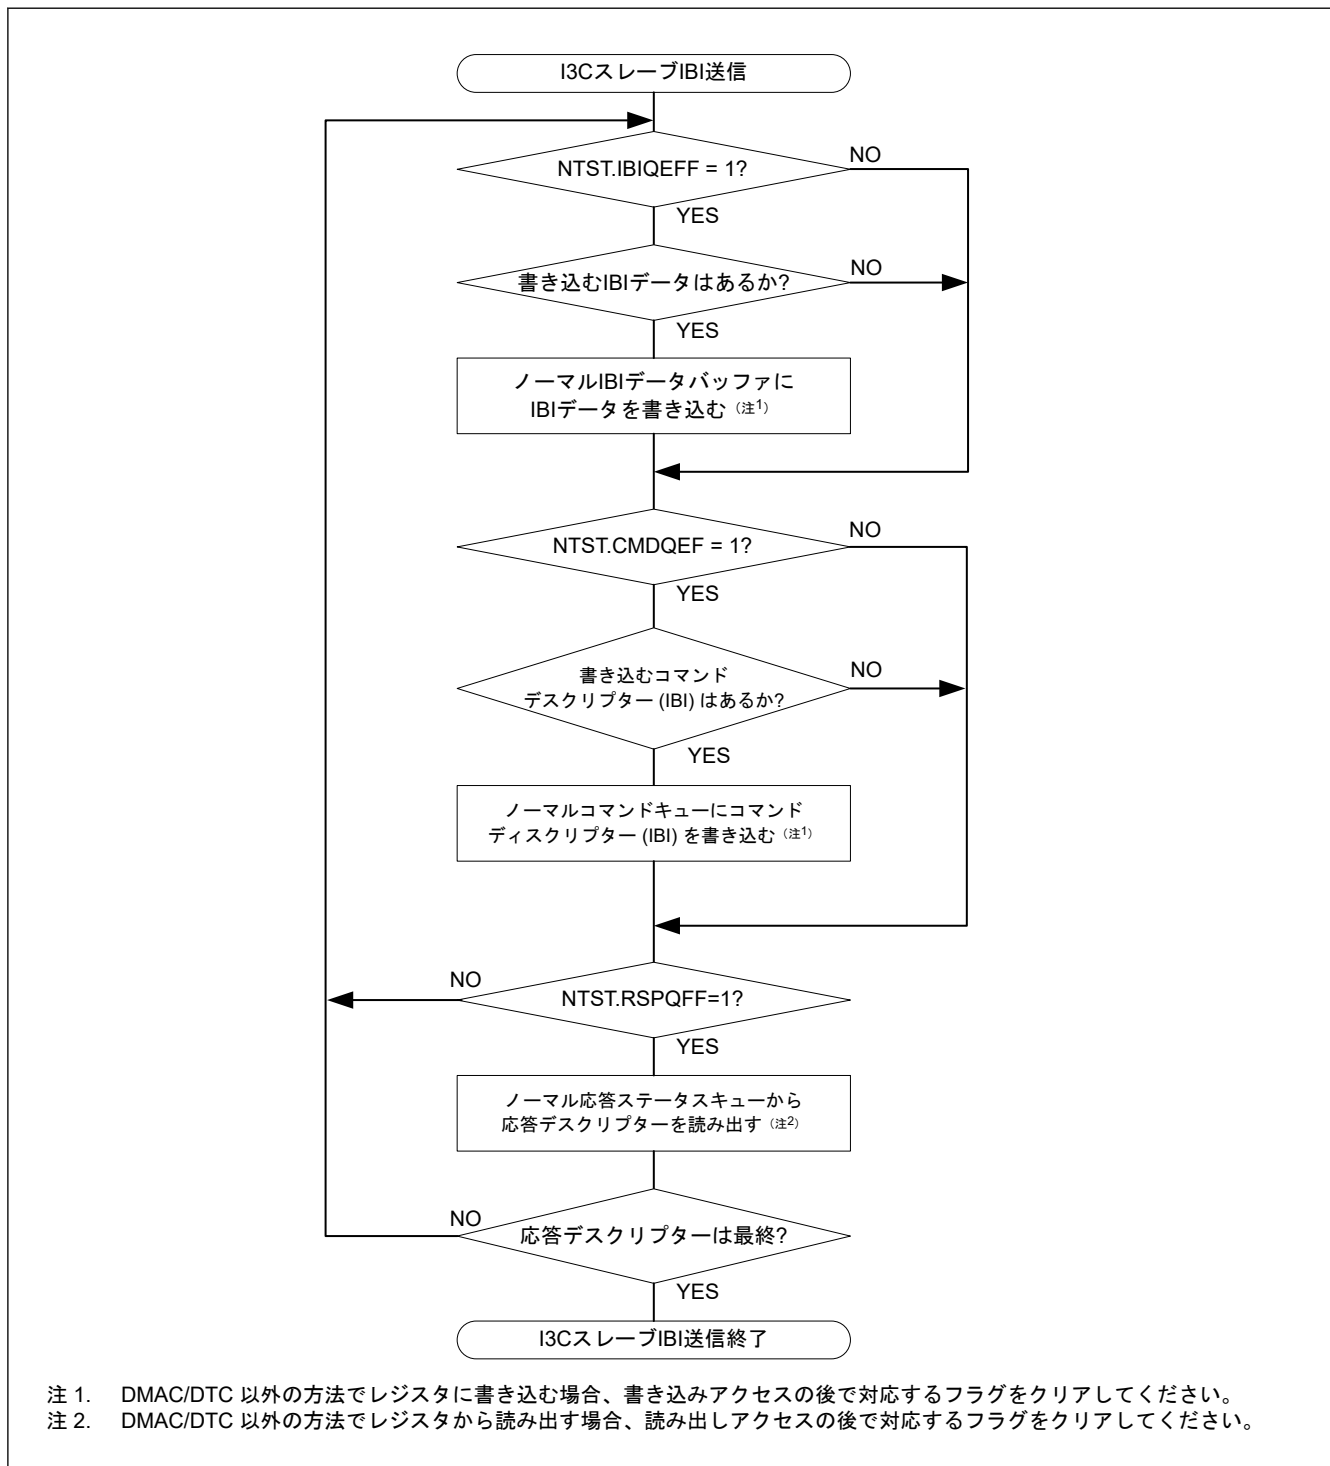 I3CスレーブIBI送信
NTST.IBIQEFF = 1?
NO
YES
書き込むIBIデータはあるか?
NO
YES
ノーマルIBIデータバッファに
IBIデータを書き込む（注1）
NTST.CMDQEF = 1?
NO
YES
書き込むコマンド
デスクリプター (IBI) はあるか?
NO
YES
ノーマルコマンドキューにコマンド
ディスクリプター (IBI) を書き込む（注1）
NO
NTST.RSPQFF=1?
YES
ノーマル応答ステータスキューから
応答デスクリプターを読み出す（注2）
NO
応答デスクリプターは最終?
YES
I3CスレーブIBI送信終了
注 1. DMAC/DTC 以外の方法でレジスタに書き込む場合、書き込みアクセスの後で対応するフラグをクリアしてください。
注 2. DMAC/DTC 以外の方法でレジスタから読み出す場合、読み出しアクセスの後で対応するフラグをクリアしてください。